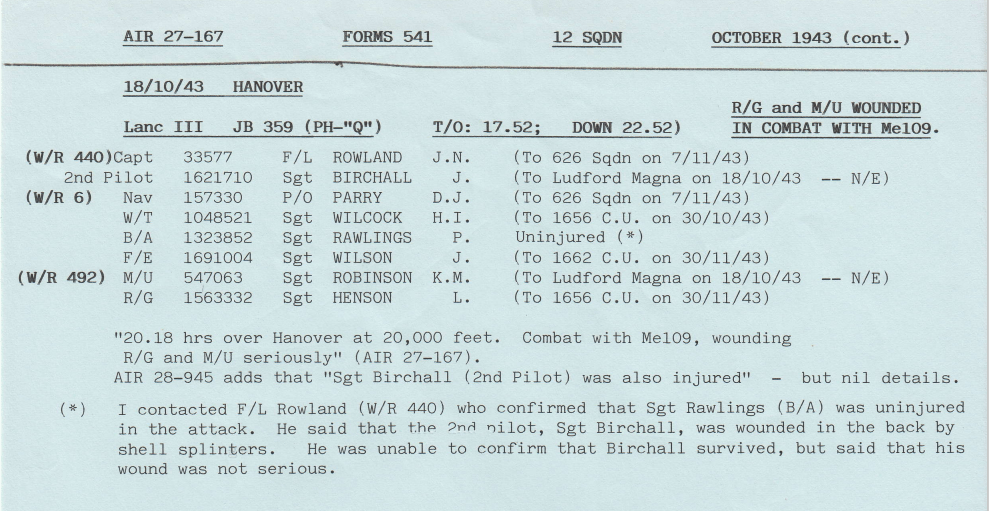 AIR 27-167 FORMS 541 12 SQDN OCTOBER 1943 (cont.)
18/10/43 HANOVER
R/G and M/U WOUNDED
Lanc III JB 359 (PH-"Q") T/O: 17.52; DOWN 22.52) IN COMBAT WITH Me109.
(W/R 440) Capt 33577 F/L ROWLAND J.N. (To 626 Sqdn on 7/11/43)
2nd Pilot 1621710 Sgt BIRCHALL J. (To Ludford Magna on 18/10/43 -- N/E)
(W/R 6) Nav 157330 P/O PARRY D.J. (To 626 Sqdn on 7/11/43)
W/T 1048521 Sgt WILCOCK H.I. (To 1656 C.U. on 30/10/43)
B/A 1323852 Sgt RAWLINGS P. Uninjured (*)
F/E 1691004 Sgt WILSON J. (To 1662 C.U. on 30/11/43)
(W/R 492) M/U 547063 Sgt ROBINSON K.M. (To Ludford Magna on 18/10/43 -- N/E)
R/G 1563332 Sgt HENSON L. (To 1656 C.U. on 30/11/43)
"20.18 hrs over Hanover at 20,000 feet. Combat with Me109, wounding
R/G and M/U seriously" (AIR 27-167).
AIR 28-945 adds that "Sgt Birchall (2nd Pilot) was also injured" - but nil details.
(*) I contacted F/L Rowland (W/R 440) who confirmed that Sgt Rawlings (B/A) was uninjured
in the attack. He said that the 2nd pilot, Sgt Birchall, was wounded in the back by
shell splinters. He was unable to confirm that Birchall survived, but said that his
wound was not serious.